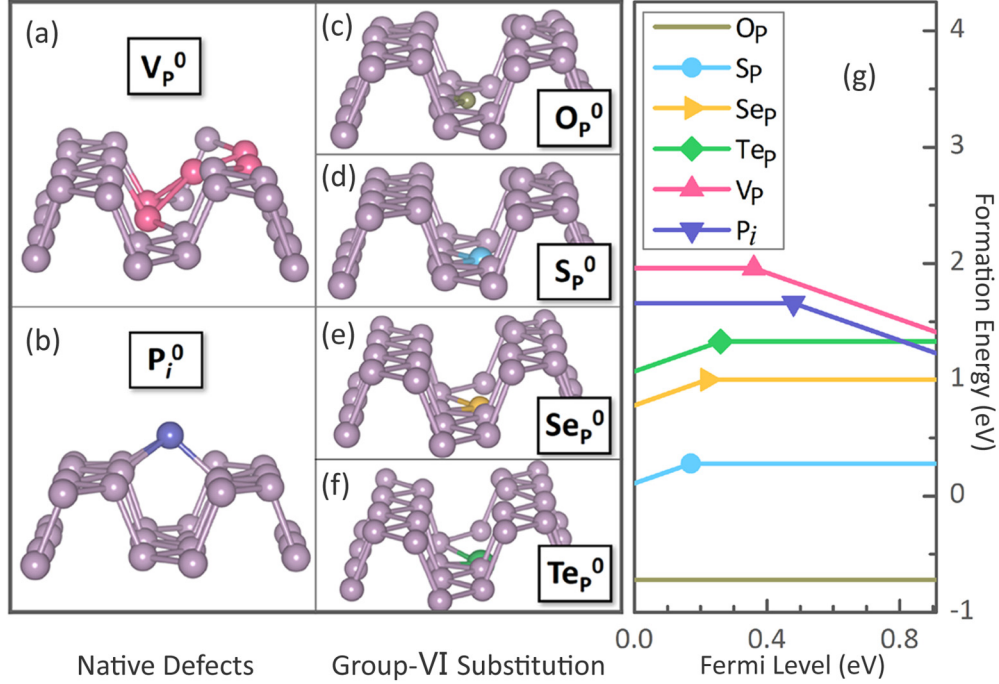 (a)
V_P^0
(b)
P_i^0
Native Defects
(c)
O_P^0
(d)
S_P^0
(e)
Se_P^0
(f)
Te_P^0
Group-VI Substitution
(g)
O_P
S_P
Se_P
Te_P
V_P
P_i
4
3
2
1
0
-1
Formation Energy (eV)
0.0 0.4 0.8
Fermi Level (eV)